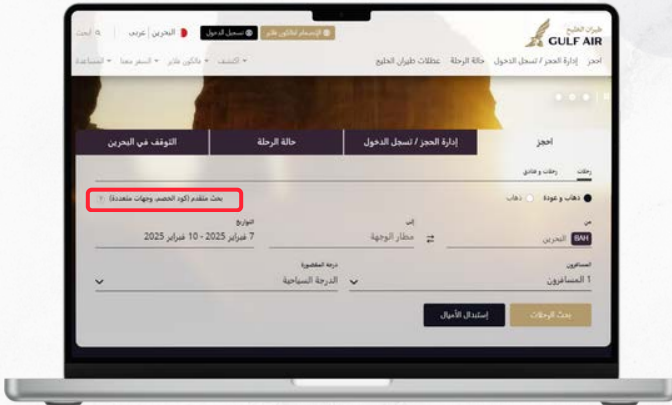 طيران الخليج
GULF AIR
الإنضمام لفالكون فلاير
تسجيل الدخول
البحرين | عربي
ابحث
احجز
إدارة الحجز / تسجل الدخول
حالة الرحلة
عطلات طيران الخليج
اكتشف
فالكون فلاير
السفر معنا
المساعدة
احجز
إدارة الحجز / تسجل الدخول
حالة الرحلة
التوقف في البحرين
رحلات
رحلات و فنادق
ذهاب و عودة
ذهاب
بحث متقدم (كود الخصم، وجهات متعددة) ?
من
إلى
التواريخ
BAH البحرين
مطار الوجهة
7 فبراير 2025 - 10 فبراير 2025
المسافرون
درجة المقصورة
1 المسافرون
الدرجة السياحية
بحث الرحلات
إستبدال الأميال